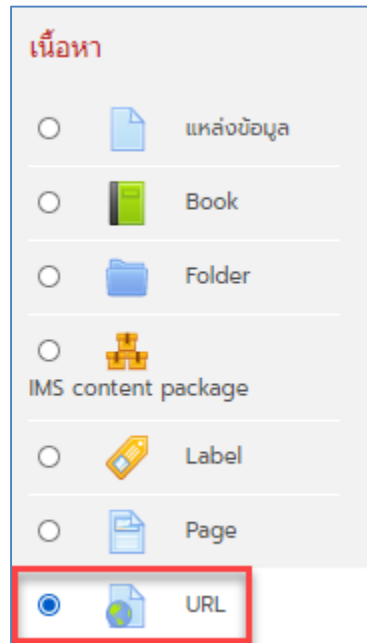 เนื้อหา
แหล่งข้อมูล
Book
Folder
IMS content package
Label
Page
URL